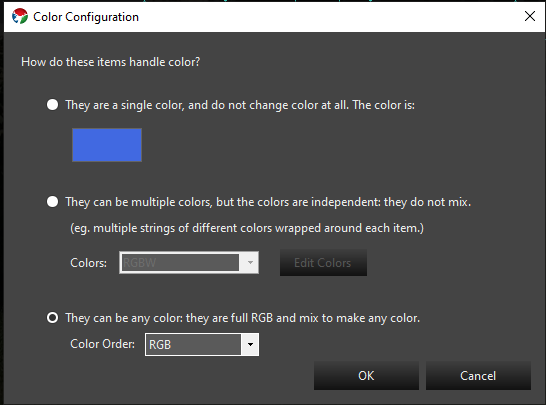 Color Configuration
How do these items handle color?
They are a single color, and do not change color at all. The color is:
They can be multiple colors, but the colors are independent: they do not mix.
(eg. multiple strings of different colors wrapped around each item.)
Colors: RGBW Edit Colors
They can be any color: they are full RGB and mix to make any color.
Color Order: RGB
OK Cancel